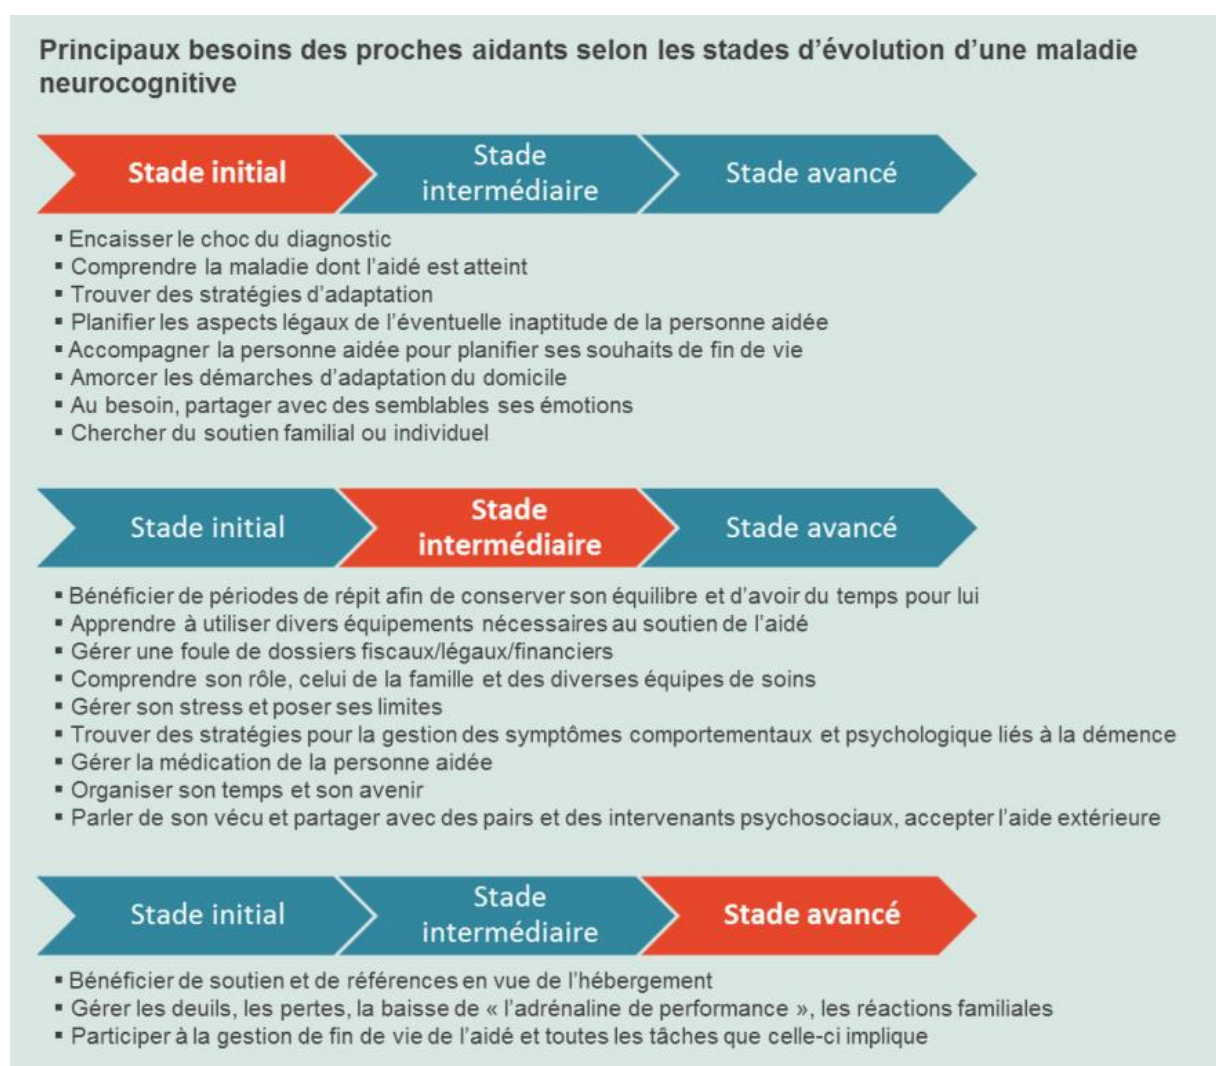 Principaux besoins des proches aidants selon les stades d’évolution d’une maladie
neurocognitive
Stade initial
Stade
intermédiaire
Stade avancé
▪ Encaisser le choc du diagnostic
▪ Comprendre la maladie dont l’aidé est atteint
▪ Trouver des stratégies d’adaptation
▪ Planifier les aspects légaux de l’éventuelle inaptitude de la personne aidée
▪ Accompagner la personne aidée pour planifier ses souhaits de fin de vie
▪ Amorcer les démarches d’adaptation du domicile
▪ Au besoin, partager avec des semblables ses émotions
▪ Chercher du soutien familial ou individuel
Stade initial
Stade
intermédiaire
Stade avancé
▪ Bénéficier de périodes de répit afin de conserver son équilibre et d’avoir du temps pour lui
▪ Apprendre à utiliser divers équipements nécessaires au soutien de l’aidé
▪ Gérer une foule de dossiers fiscaux/légaux/financiers
▪ Comprendre son rôle, celui de la famille et des diverses équipes de soins
▪ Gérer son stress et poser ses limites
▪ Trouver des stratégies pour la gestion des symptômes comportementaux et psychologique liés à la démence
▪ Gérer la médication de la personne aidée
▪ Organiser son temps et son avenir
▪ Parler de son vécu et partager avec des pairs et des intervenants psychosociaux, accepter l’aide extérieure
Stade initial
Stade
intermédiaire
Stade avancé
▪ Bénéficier de soutien et de références en vue de l’hébergement
▪ Gérer les deuils, les pertes, la baisse de « l’adrénaline de performance », les réactions familiales
▪ Participer à la gestion de fin de vie de l’aidé et toutes les tâches que celle-ci implique